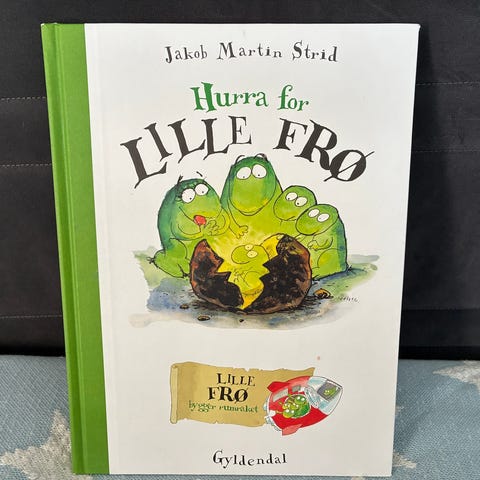 Jakob Martin Strid
Hurra for
LILLE FRØ
LILLE
FRØ
bygger rumraket
Gyldendal